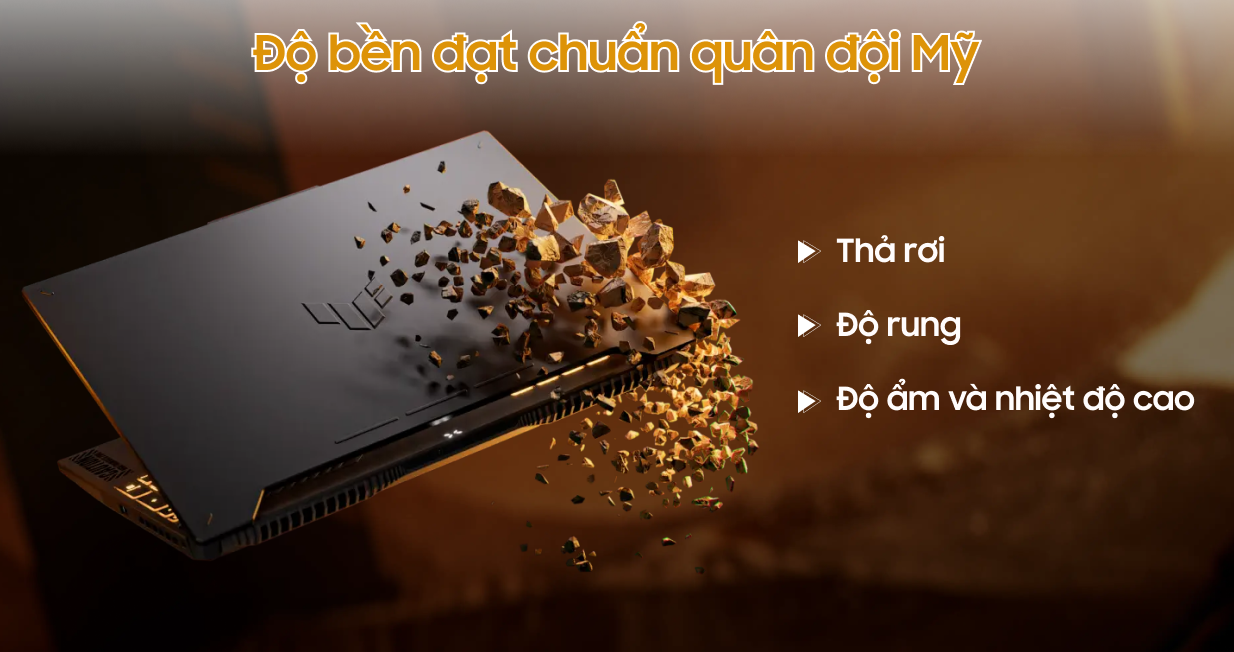 Độ bền đạt chuẩn quân đội Mỹ
Thả rơi
Độ rung
Độ ẩm và nhiệt độ cao